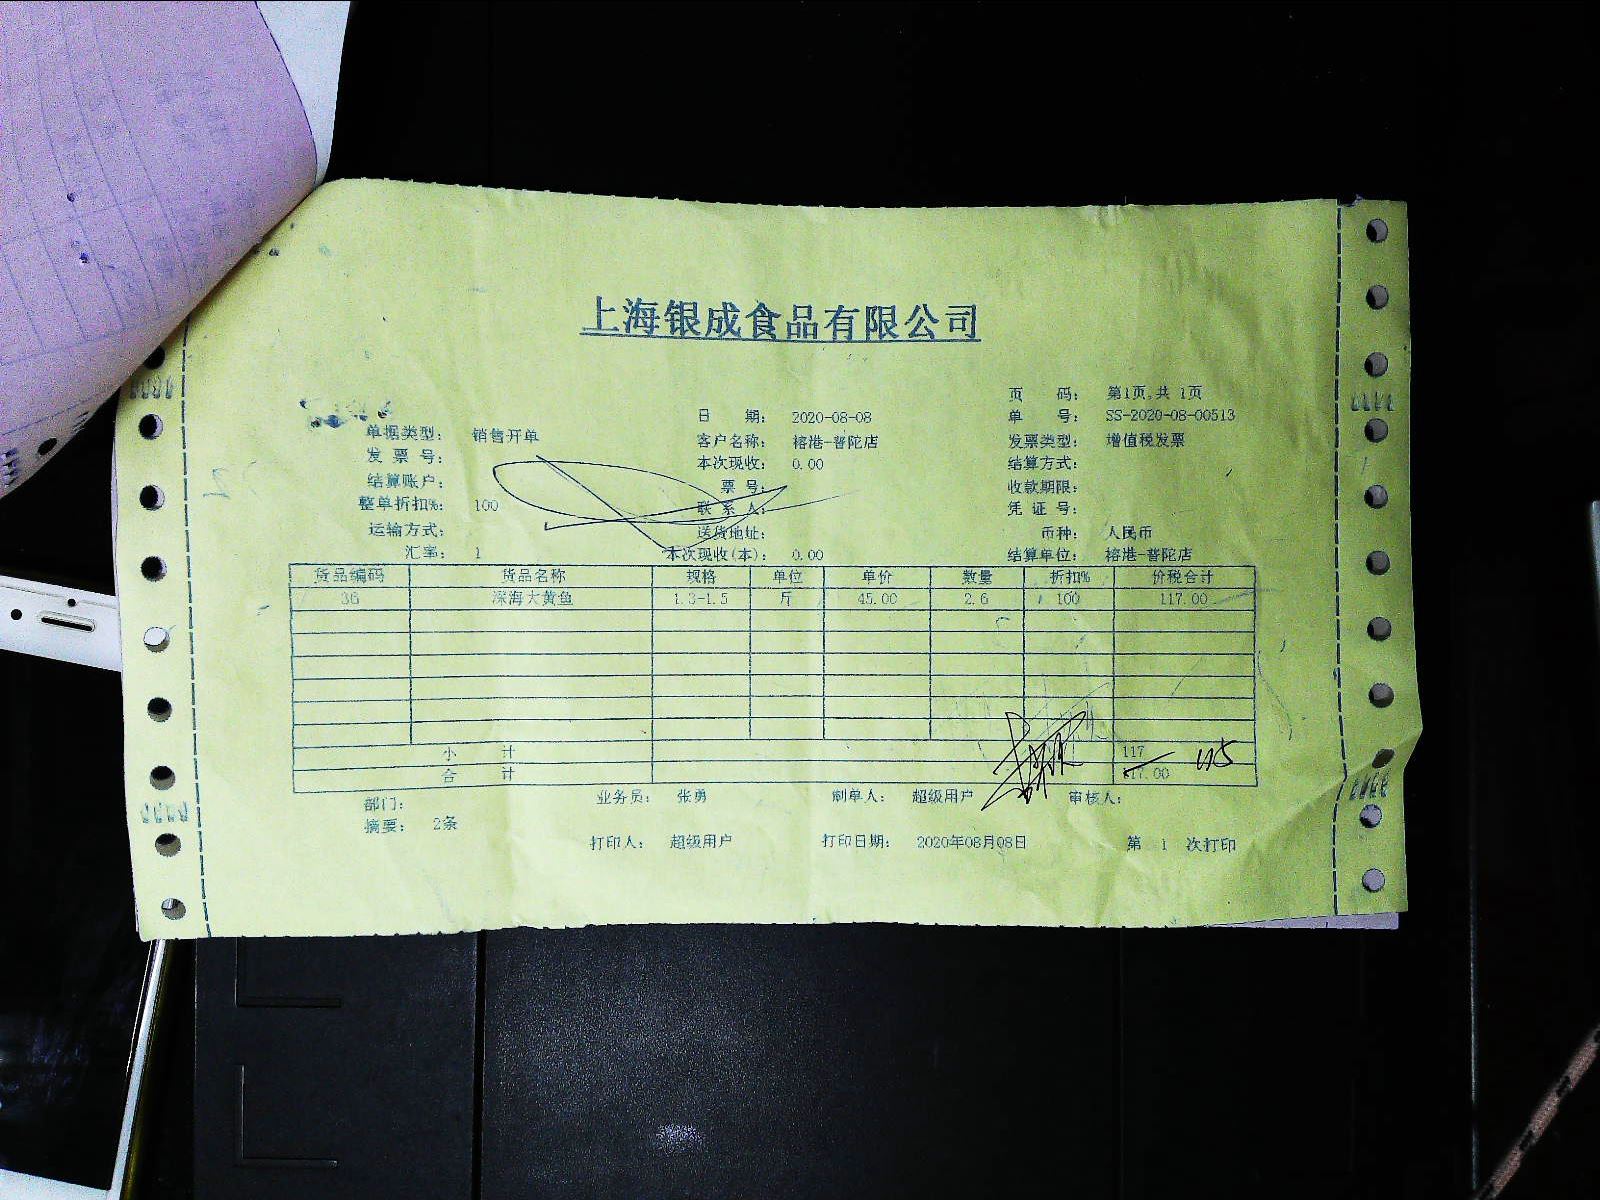 上海银成食品有限公司
页 码: 第1页,共 1页
日 期: 2020-08-08 单 号: SS-2020-08-00513
单据类型: 销售开单 客户名称: 榕港-普陀店 发票类型: 增值税发票
发 票 号: 本次现收: 0.00 结算方式:
结算账户: 票 号: 收款期限:
整单折扣%: 100 联 系 人: 凭 证 号:
运输方式: 送货地址: 币种: 人民币
汇率: 1 本次现收(本): 0.00 结算单位: 榕港-普陀店
货品编码 货品名称 规格 单位 单价 数量 折扣% 价税合计
36 深海大黄鱼 1.3-1.5 斤 45.00 2.6 100 117.00
小 计 117
合 计 117.00 115
部门: 业务员: 张勇 制单人: 超级用户 审核人:
摘要: 2条
打印人: 超级用户 打印日期: 2020年08月08日 第 1 次打印